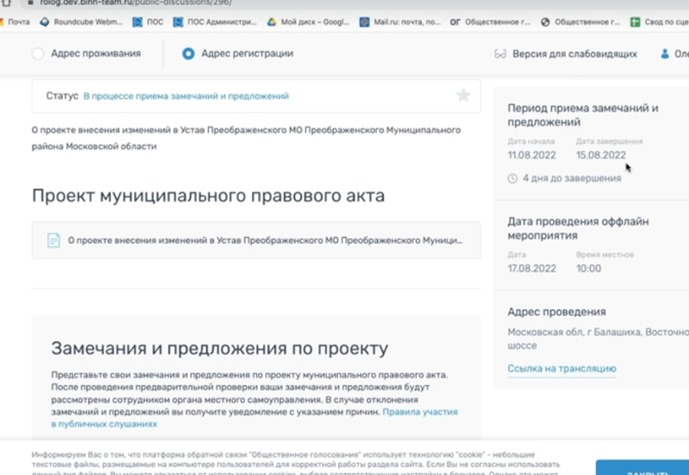 rolog.dev.binn-team.ru/public-discussions/296/
Почта Roundcube Webm... ПОС ПОС Администри... Мой диск – Googl... Mail.ru: почта, по... ОГ Общественное г... Общественное г... Свод по
Адрес проживания Адрес регистрации Версия для слабовидящих
Статус В процессе приема замечаний и предложений
О проекте внесения изменений в Устав Преображенского МО Преображенского Муниципального
района Московской области
Проект муниципального правового акта
О проекте внесения изменений в Устав Преображенского МО Преображенского Муници...
Замечания и предложения по проекту
Представьте свои замечания и предложения по проекту муниципального правового акта.
После проведения предварительной проверки ваши замечания и предложения будут
рассмотрены сотрудником органа местного самоуправления. В случае отклонения
замечаний и предложений вы получите уведомление с указанием причин. Правила участия
в публичных слушаниях
Период приема замечаний и
предложений
Дата начала Дата завершения
11.08.2022 15.08.2022
4 дня до завершения
Дата проведения оффлайн
мероприятия
Дата Время местное
17.08.2022 10:00
Адрес проведения
Московская обл, г Балашиха, Восточно
шоссе
Ссылка на трансляцию
Информируем Вас о том, что платформа обратной связи "Общественное голосование" использует технологию "cookie" - небольшие
текстовые файлы, размещаемые на компьютере пользователей для корректной работы раздела сайта. Если Вы не согласны использовать